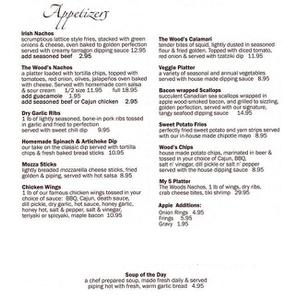 Appetizers
Irish Nachos
scrumptious lattice style fries, stacked with green
onions & cheese, oven baked to golden perfection
served with creamy tarragon dipping sauce 12.95
add seasoned beef 2.95
The Wood's Nachos
a platter loaded with tortilla chips, topped with
tomatoes, red onion, olives, jalapeños oven baked
with cheese. Served with homemade corn salsa
& sour cream 1/2 size 11.95 full 18.95
add guacamole 1.95
add seasoned beef or Cajun chicken 2.95
Dry Garlic Ribs
1 lb of lightly seasoned, bone in pork ribs tossed
in garlic and fried to perfection
served with sweet chili dip 9.95
Homemade Spinach & Artichoke Dip
our take on the classic dip served with tortilla
chips & fresh baked bread sticks 10.95
Mozza Sticks
lightly breaded mozzarella cheese sticks, fried
golden & piping, served with hot salsa 8.95
Chicken Wings
1 lb of our famous chicken wings tossed in your
choice of sauce: BBQ, Cajun, death sauce,
dill pickle, dry garlic, hot sauce, honey garlic,
honey hot, salt & pepper, salt & vinegar,
teriyaki or spicyaki, maple bacon 10.95
The Wood's Calamari
tender bites of squid, lightly dusted in seasoned
flour & fried golden. Topped with diced tomato,
red onion & served with tzatziki dip 11.95
Veggie Platter
a variety of seasonal and annual vegetables
served with house made dipping sauce 8.95
Bacon wrapped Scallops
succulent Canadian sea scallops wrapped in
apple wood smoked bacon, and grilled to sizzling,
golden perfection, served with our signature
tangy seafood dipping sauce 14.95
Sweet Potato Fries
perfectly fried sweet potato and yam strips served
with our in-house made chipotle mayo 8.95
Wood's Chips
house made potato chips, marinated in beer &
tossed in your choice of Cajun, BBQ,
salt n' vinegar, dill pickle or salt n' pepper
served with the house dipping sauce 6.95
My 5 Platter
The Woods Nachos, 1 lb of wings, dry ribs,
crab cheese bites, tiki shrimp 29.95
Apple Additions:
Onion Rings 4.95
Fries 5.95
Gravy 1.95
Soup of the Day
a chef prepared soup, made fresh daily & served
piping hot with fresh, warm garlic bread 4.95